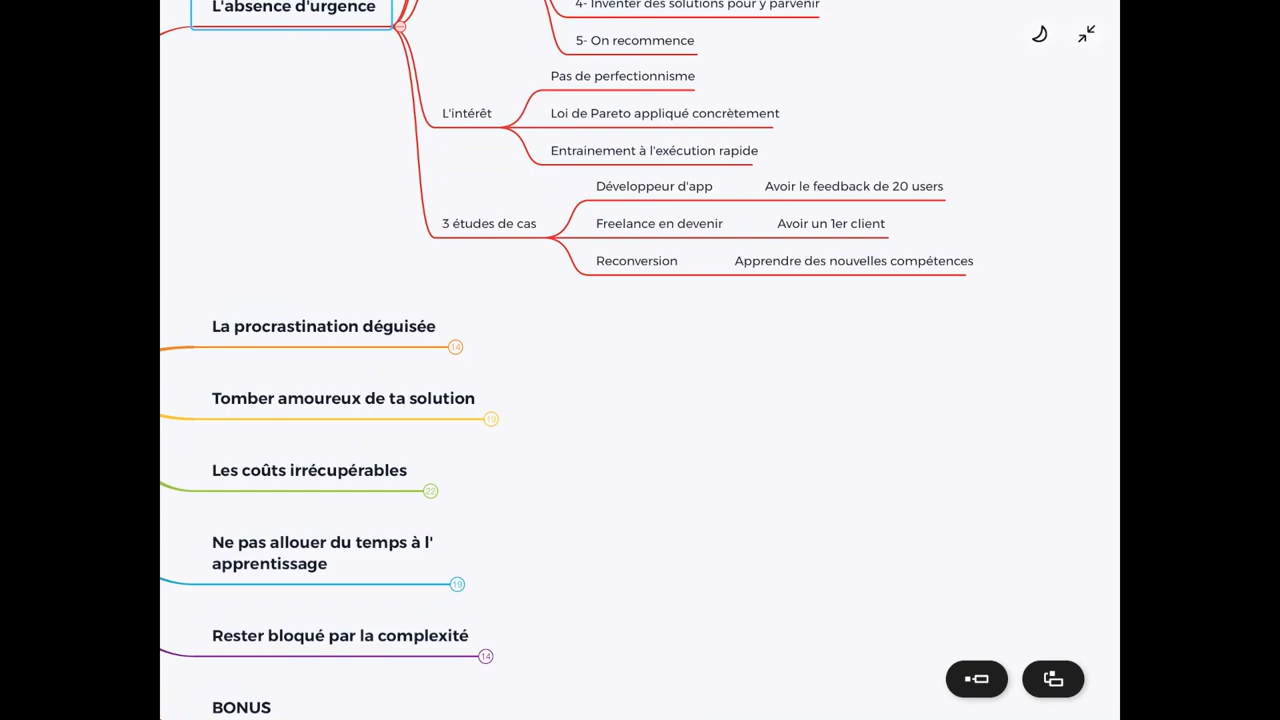 L'absence d'urgence
4- Inventer des solutions pour y parvenir
5- On recommence
Pas de perfectionnisme
L'intérêt
Loi de Pareto appliqué concrètement
Entrainement à l'exécution rapide
Développeur d'app
Avoir le feedback de 20 users
3 études de cas
Freelance en devenir
Avoir un 1er client
Reconversion
Apprendre des nouvelles compétences
La procrastination déguisée
14
Tomber amoureux de ta solution
19
Les coûts irrécupérables
22
Ne pas allouer du temps à l'
apprentissage
19
Rester bloqué par la complexité
14
BONUS